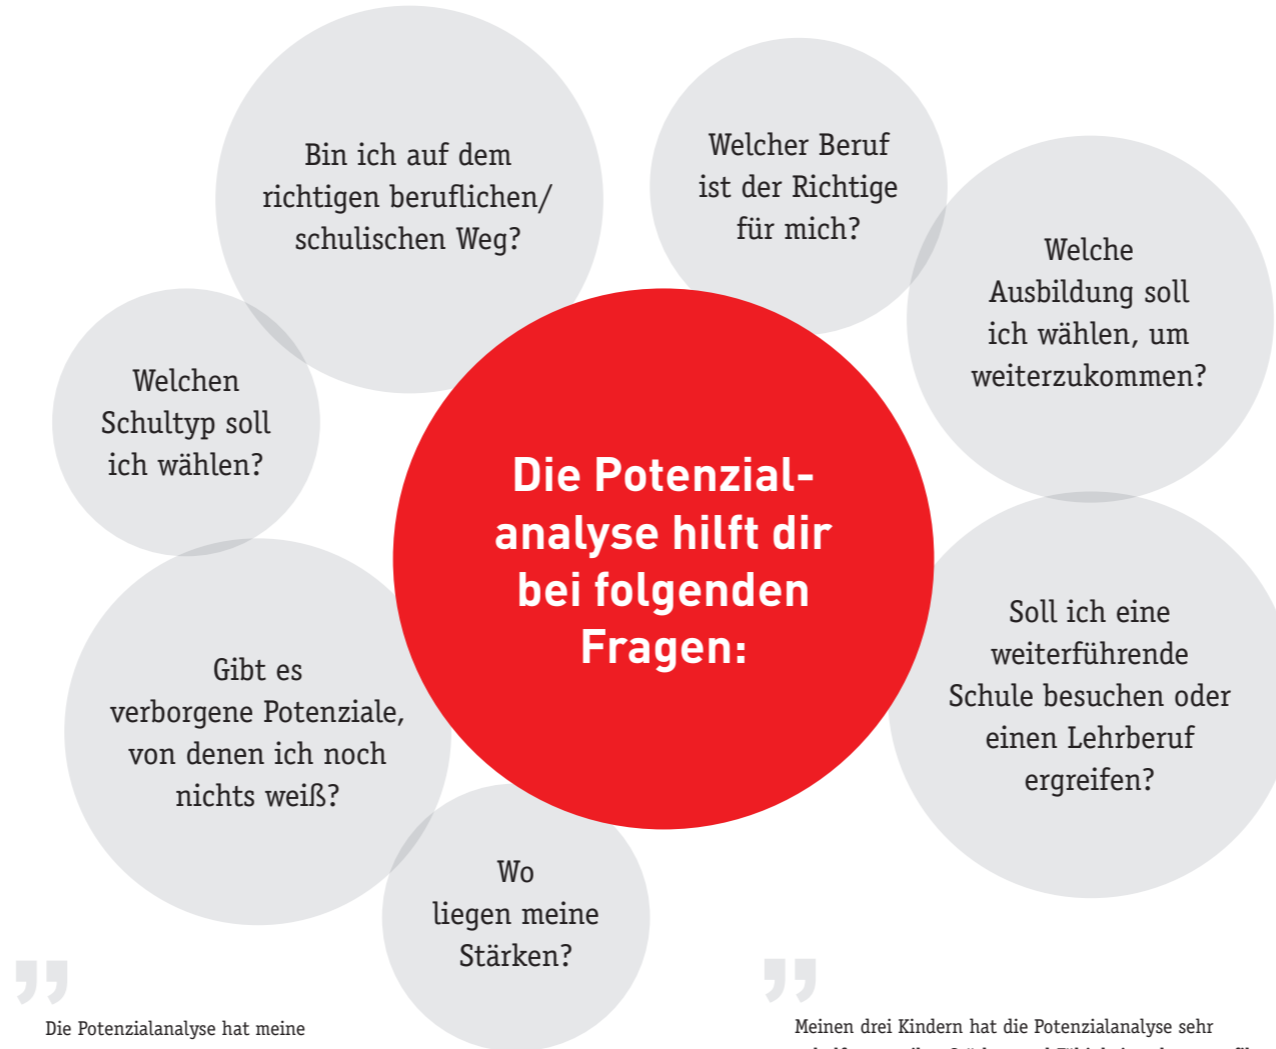 Bin ich auf dem
richtigen beruflichen/
schulischen Weg?
Welcher Beruf
ist der Richtige
für mich?
Welche
Ausbildung soll
ich wählen, um
weiterzukommen?
Welchen
Schultyp soll
ich wählen?
Die Potenzial-
analyse hilft dir
bei folgenden
Fragen:
Soll ich eine
weiterführende
Schule besuchen oder
einen Lehrberuf
ergreifen?
Gibt es
verborgene Potenziale,
von denen ich noch
nichts weiß?
Wo
liegen meine
Stärken?
”
Die Potenzialanalyse hat meine
”
Meinen drei Kindern hat die Potenzialanalyse sehr